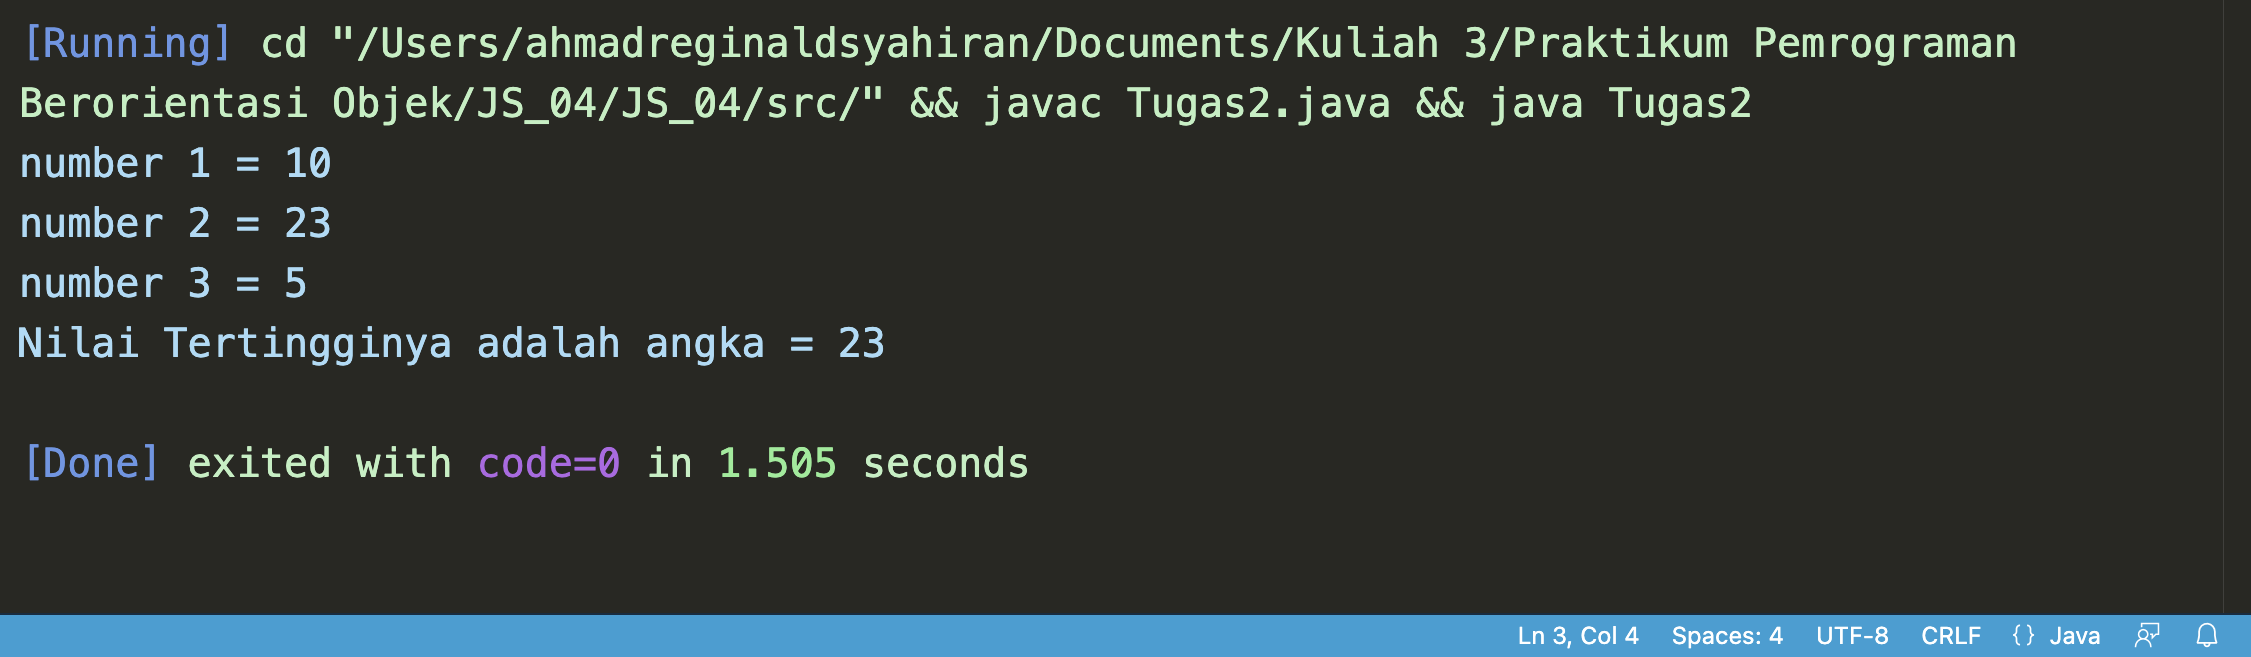 [Running] cd "/Users/ahmadreginaldsyahiran/Documents/Kuliah 3/Praktikum Pemrograman
Berorientasi Objek/JS_04/JS_04/src/" && javac Tugas2.java && java Tugas2
number 1 = 10
number 2 = 23
number 3 = 5
Nilai Tertingginya adalah angka = 23
[Done] exited with code=0 in 1.505 seconds
Ln 3, Col 4 Spaces: 4 UTF-8 CRLF {} Java